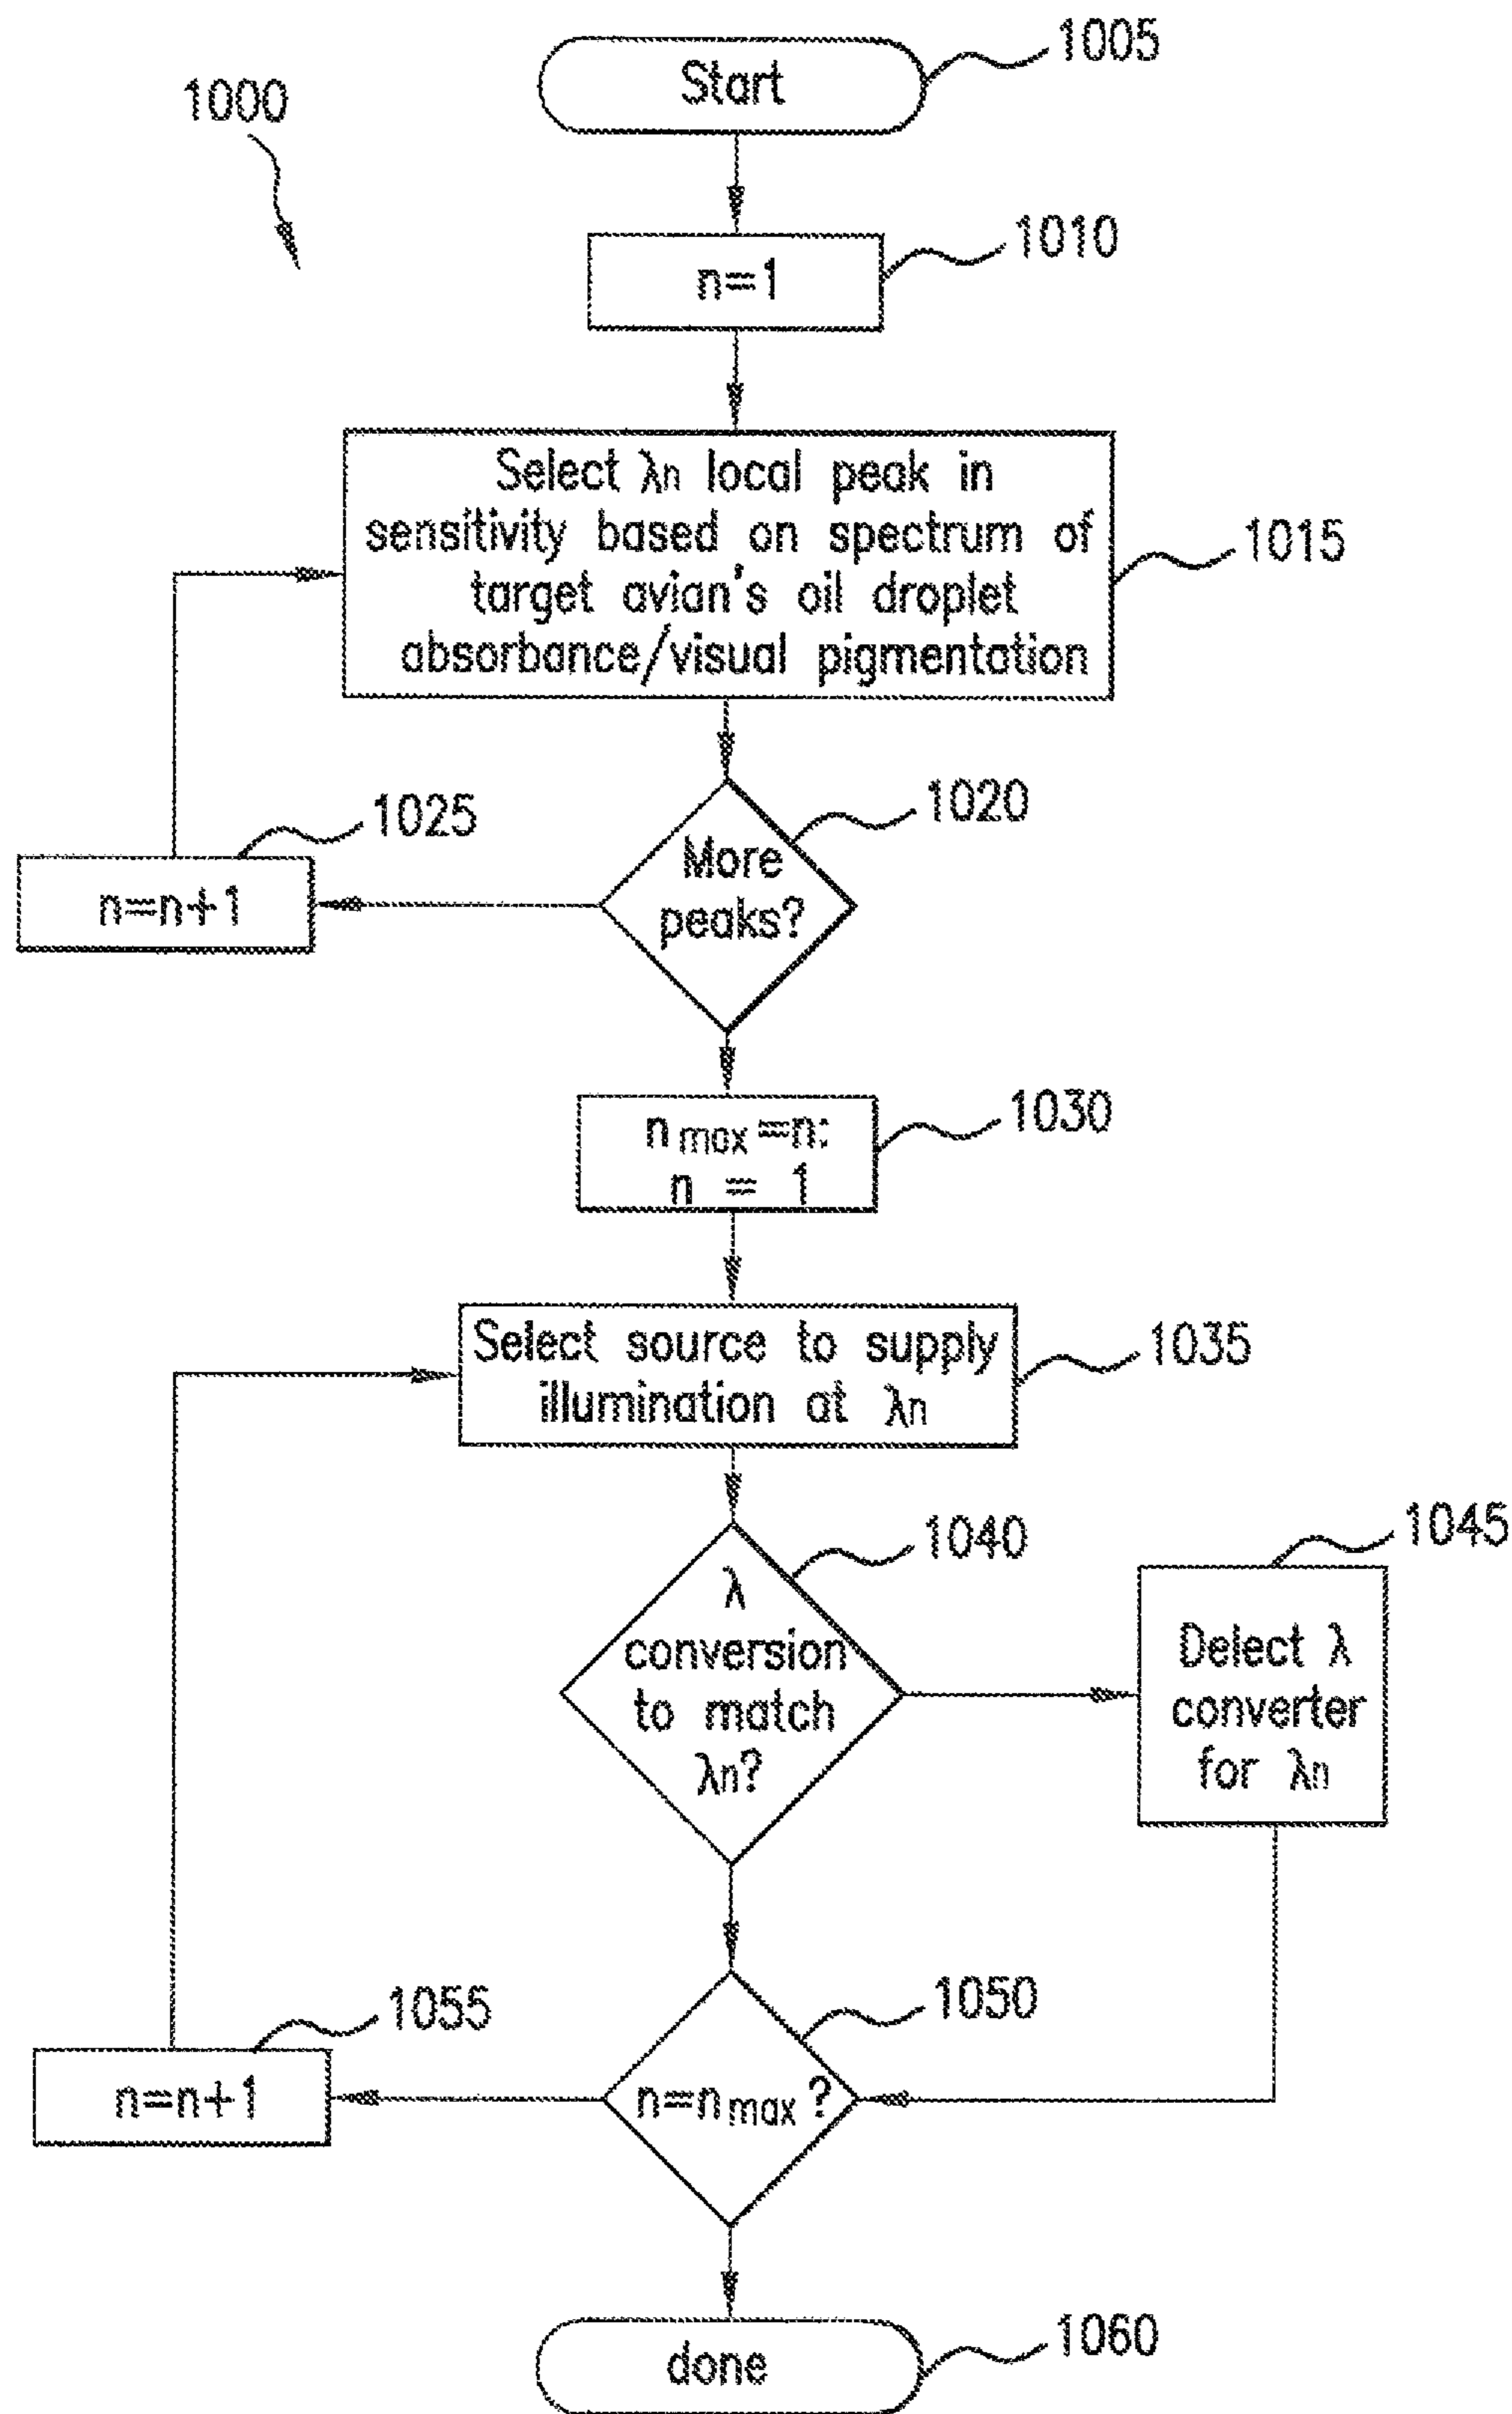 1005
Start
1000
1010
n=1
Select λn local peak in
sensitivity based on spectrum of
target avian's oil droplet
absorbance/visual pigmentation
1015
1020
More
peaks?
1025
n=n+1
1030
nmax=n:
n = 1
Select source to supply
illumination at λn
1035
1040
λ
conversion
to match
λn?
1045
Delect λ
converter
for λn
1050
n=nmax?
1055
n=n+1
done
1060